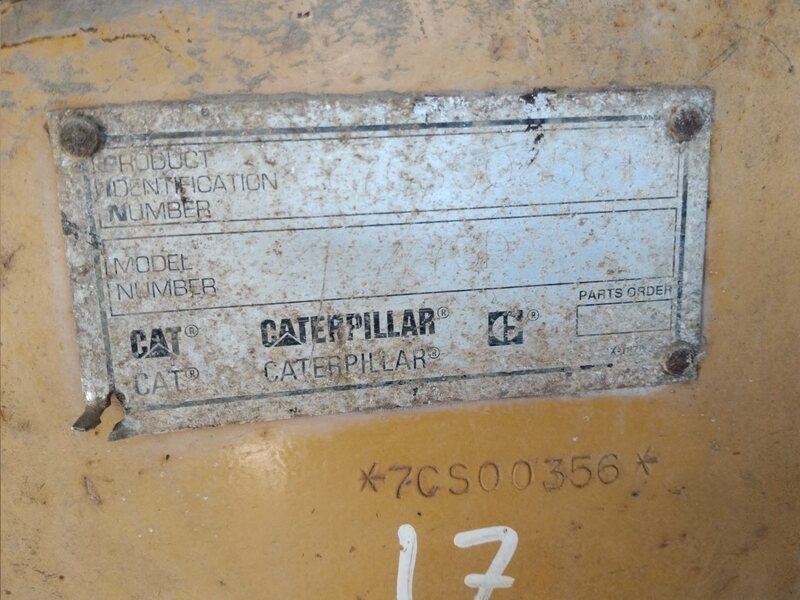 PRODUCT
IDENTIFICATION
NUMBER
MODEL
NUMBER
PARTS ORDER
CAT® CATERPILLAR® ®
CAT® CATERPILLAR®
*7CS00356*
17